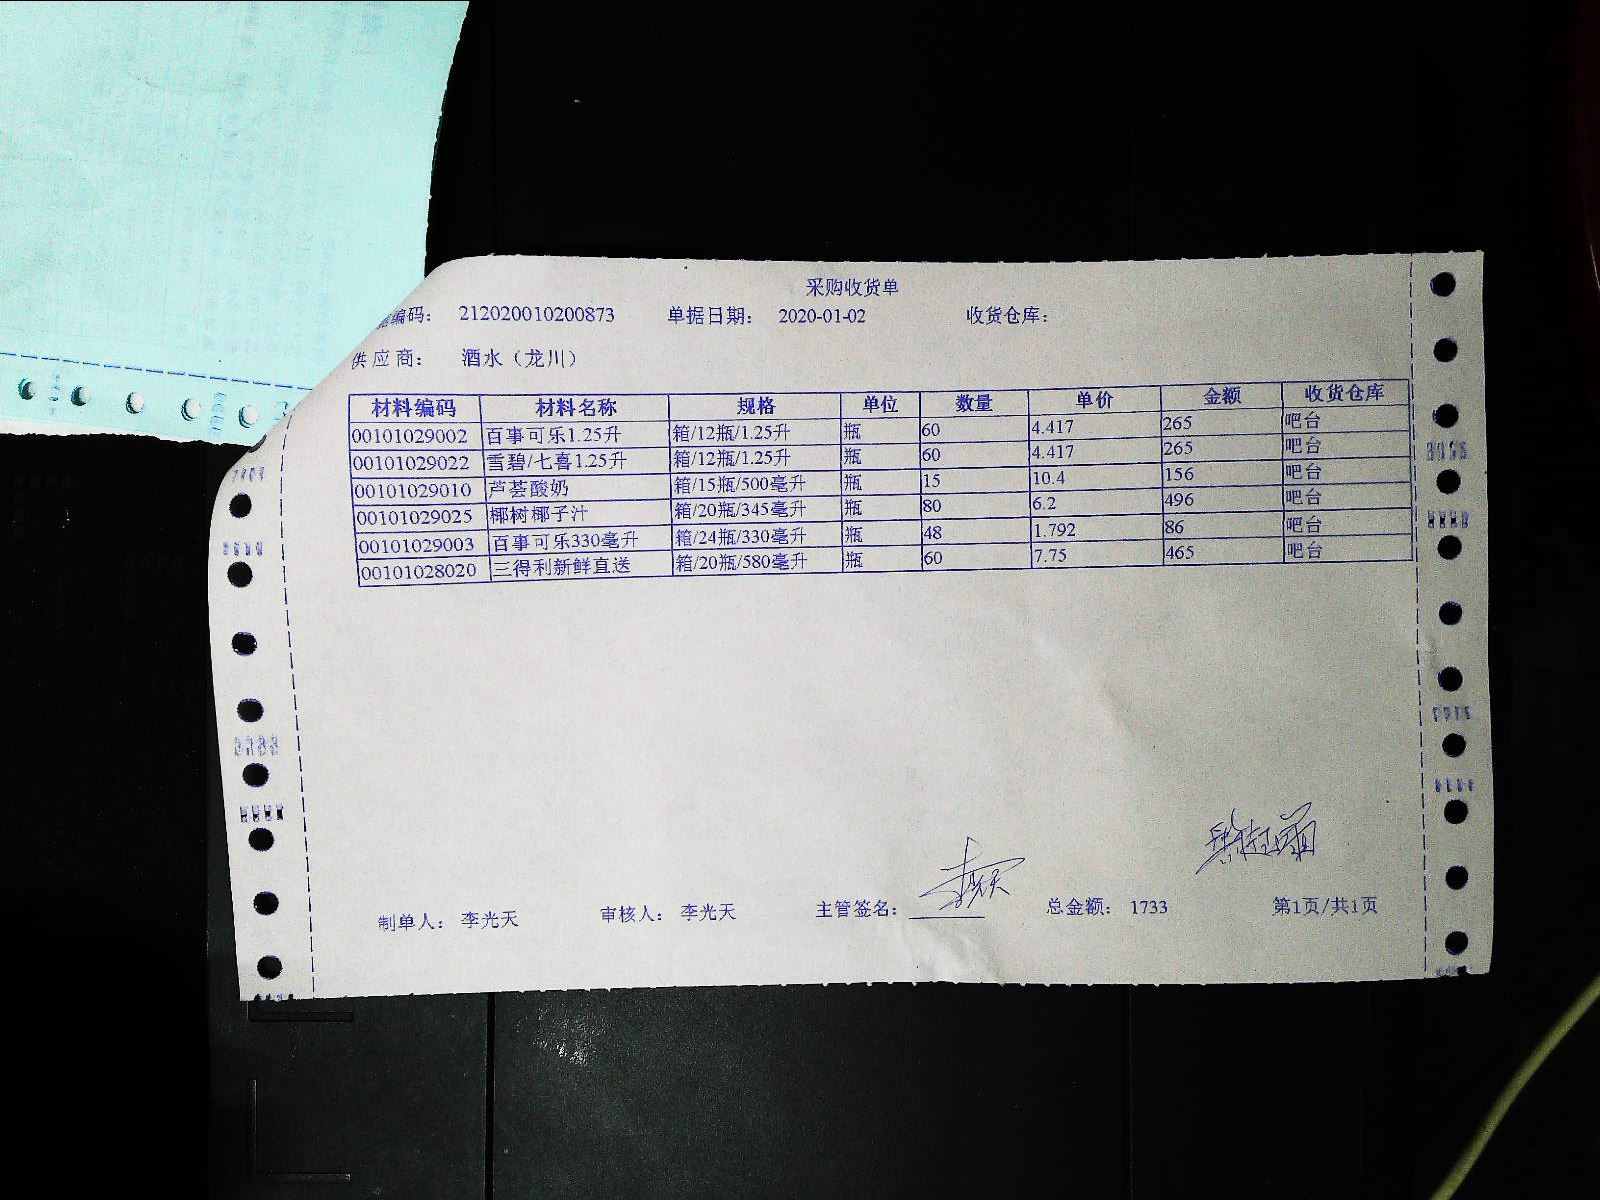 采购收货单
编码： 212020010200873 单据日期： 2020-01-02 收货仓库：
供应商： 酒水（龙川）
材料编码 材料名称 规格 单位 数量 单价 金额 收货仓库
00101029002 百事可乐1.25升 箱/12瓶/1.25升 瓶 60 4.417 265 吧台
00101029022 雪碧/七喜1.25升 箱/12瓶/1.25升 瓶 60 4.417 265 吧台
00101029010 芦荟酸奶 箱/15瓶/500毫升 瓶 15 10.4 156 吧台
00101029025 椰树椰子汁 箱/20瓶/345毫升 瓶 80 6.2 496 吧台
00101029003 百事可乐330毫升 箱/24瓶/330毫升 瓶 48 1.792 86 吧台
00101028020 三得利新鲜直送 箱/20瓶/580毫升 瓶 60 7.75 465 吧台
制单人： 李光天 审核人： 李光天 主管签名： 李光天 总金额： 1733 第1页/共1页